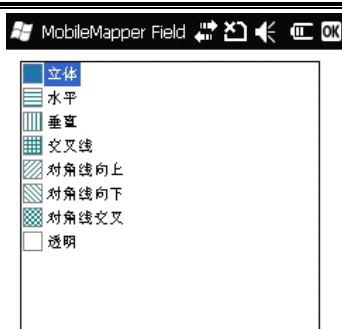 MobileMapper Field OK
立体
水平
垂直
交叉线
对角线向上
对角线向下
对角线交叉
透明